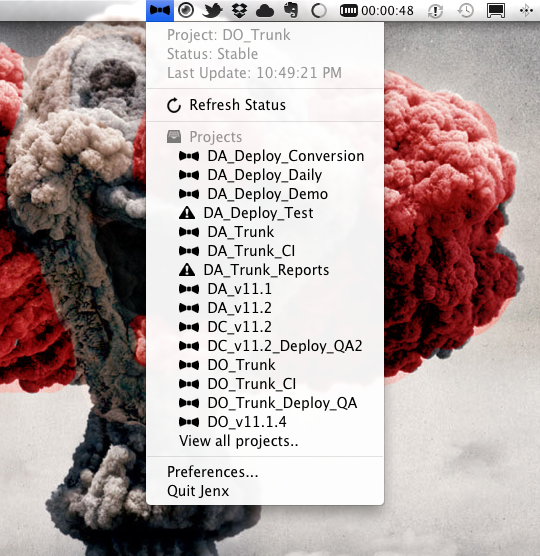 00:00:48
Project: DO_Trunk
Status: Stable
Last Update: 10:49:21 PM
Refresh Status
Projects
DA_Deploy_Conversion
DA_Deploy_Daily
DA_Deploy_Demo
DA_Deploy_Test
DA_Trunk
DA_Trunk_CI
DA_Trunk_Reports
DA_v11.1
DA_v11.2
DC_v11.2
DC_v11.2_Deploy_QA2
DO_Trunk
DO_Trunk_CI
DO_Trunk_Deploy_QA
DO_v11.1.4
View all projects..
Preferences...
Quit Jenx